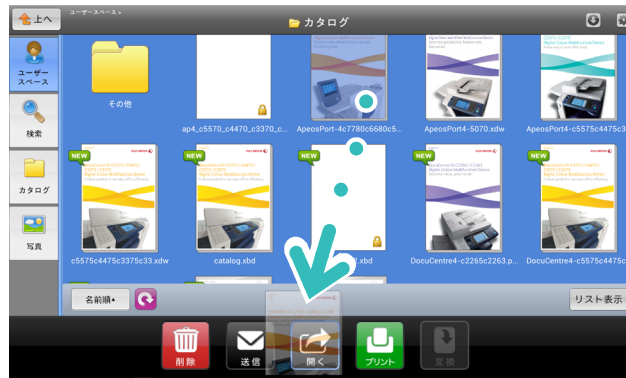 上へ
ユーザースペース >
カタログ
ユーザー
スペース
検索
カタログ
写真
その他
ap4_c5570_c4470_c3370_c...
ApeosPort-4c7780c6680c5...
ApeosPort4-5070.xdw
ApeosPort4-c5575c4475c3
NEW
NEW
NEW
NEW
NEW
c5575c4475c3375c33.xdw
catalog.xbd
.xbd
DocuCentre4-c2265c2263.p...
DocuCentre4-c5575c4475c
名前順
リスト表示
削除
送信
開く
プリント
変換